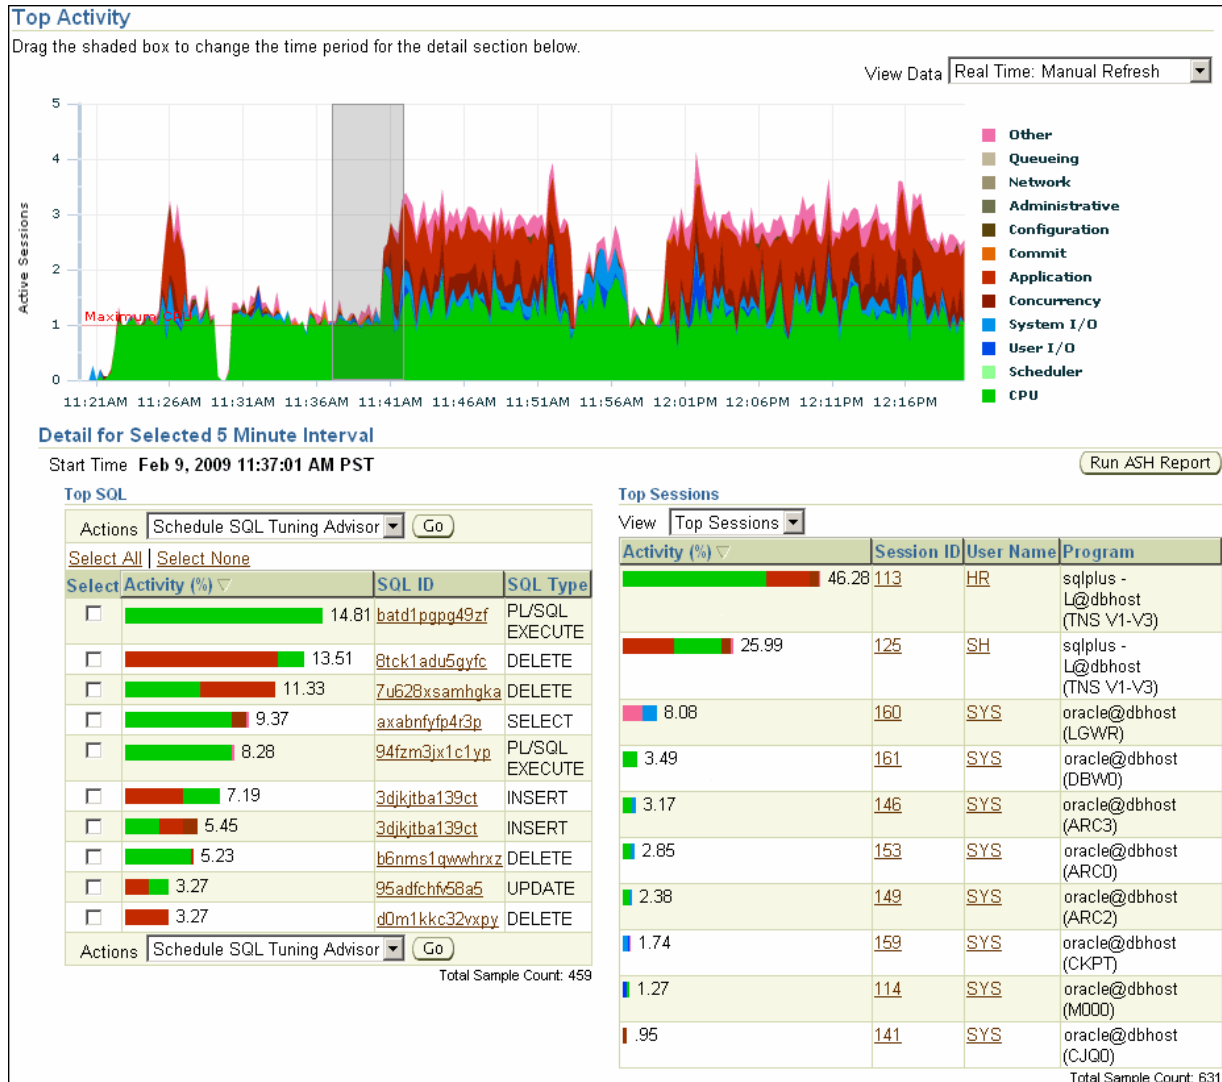 Top Activity
Drag the shaded box to change the time period for the detail section below.
View Data Real Time: Manual Refresh
5
4
3
2
1
0
Active Sessions
Maximum CPU
11:21AM 11:26AM 11:31AM 11:36AM 11:41AM 11:46AM 11:51AM 11:56AM 12:01PM 12:06PM 12:11PM 12:16PM
Other
Queueing
Network
Administrative
Configuration
Commit
Application
Concurrency
System I/O
User I/O
Scheduler
CPU
Detail for Selected 5 Minute Interval
Start Time Feb 9, 2009 11:37:01 AM PST
Run ASH Report
Top SQL
Actions Schedule SQL Tuning Advisor Go
Select All | Select None
Select Activity (%) SQL ID SQL Type
14.81 batd1pgpg49zf PL/SQL
EXECUTE
13.51 8tck1adu5gyfc DELETE
11.33 7u628xsamhgka DELETE
9.37 axabnfyfp4r3p SELECT
8.28 94fzm3jx1c1yp PL/SQL
EXECUTE
7.19 3djkjtba139ct INSERT
5.45 3djkjtba139ct INSERT
5.23 b6nms1qwwhrxz DELETE
3.27 95adfchfv58a5 UPDATE
3.27 d0m1kkc32vxpy DELETE
Actions Schedule SQL Tuning Advisor Go
Total Sample Count: 459
Top Sessions
View Top Sessions
Activity (%) Session ID User Name Program
46.28 113 HR sqlplus -
L@dbhost
(TNS V1-V3)
25.99 125 SH sqlplus -
L@dbhost
(TNS V1-V3)
8.08 160 SYS oracle@dbhost
(LGWR)
3.49 161 SYS oracle@dbhost
(DBW0)
3.17 146 SYS oracle@dbhost
(ARC3)
2.85 153 SYS oracle@dbhost
(ARC0)
2.38 149 SYS oracle@dbhost
(ARC2)
1.74 159 SYS oracle@dbhost
(CKPT)
1.27 114 SYS oracle@dbhost
(M000)
.95 141 SYS oracle@dbhost
(CJQ0)
Total Sample Count: 631